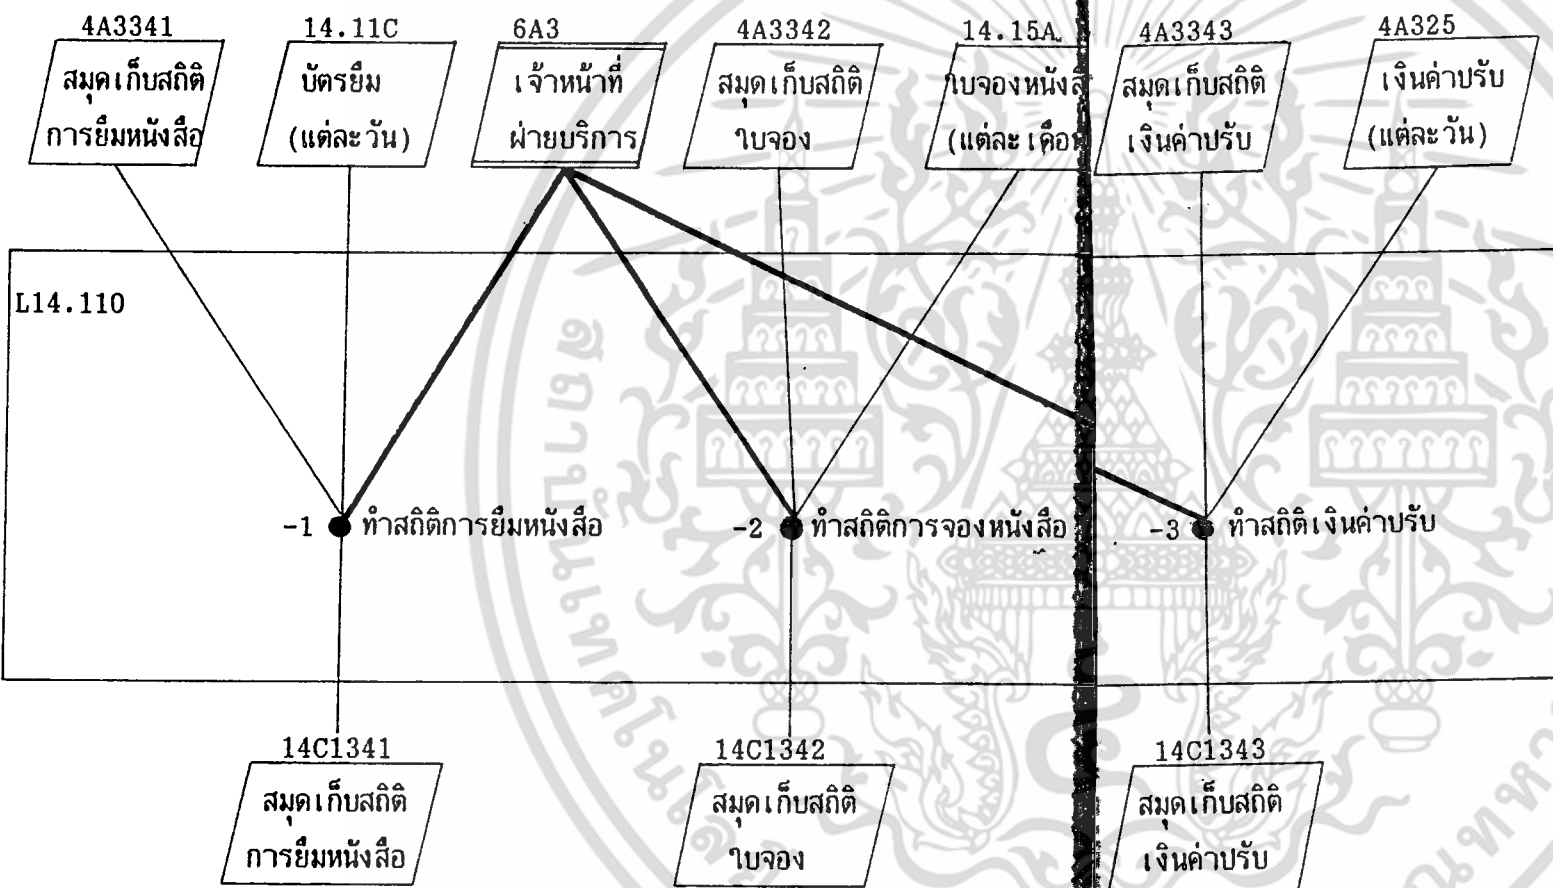 4A3341
14.11C
6A3
4A3342
14.15A
4A3343
4A325
สมุดเก็บสถิติ
การยืมหนังสือ
บัตรยืม
(แต่ละวัน)
เจ้าหน้าที่
ฝ่ายบริการ
สมุดเก็บสถิติ
ใบจอง
ใบจองหนังสื
(แต่ละเดือน
สมุดเก็บสถิติ
เงินค่าปรับ
เงินค่าปรับ
(แต่ละวัน)
L14.110
-1 ทำสถิติการยืมหนังสือ
-2 ทำสถิติการจองหนังสือ
-3 ทำสถิติเงินค่าปรับ
14C1341
14C1342
14C1343
สมุดเก็บสถิติ
การยืมหนังสือ
สมุดเก็บสถิติ
ใบจอง
สมุดเก็บสถิติ
เงินค่าปรับ